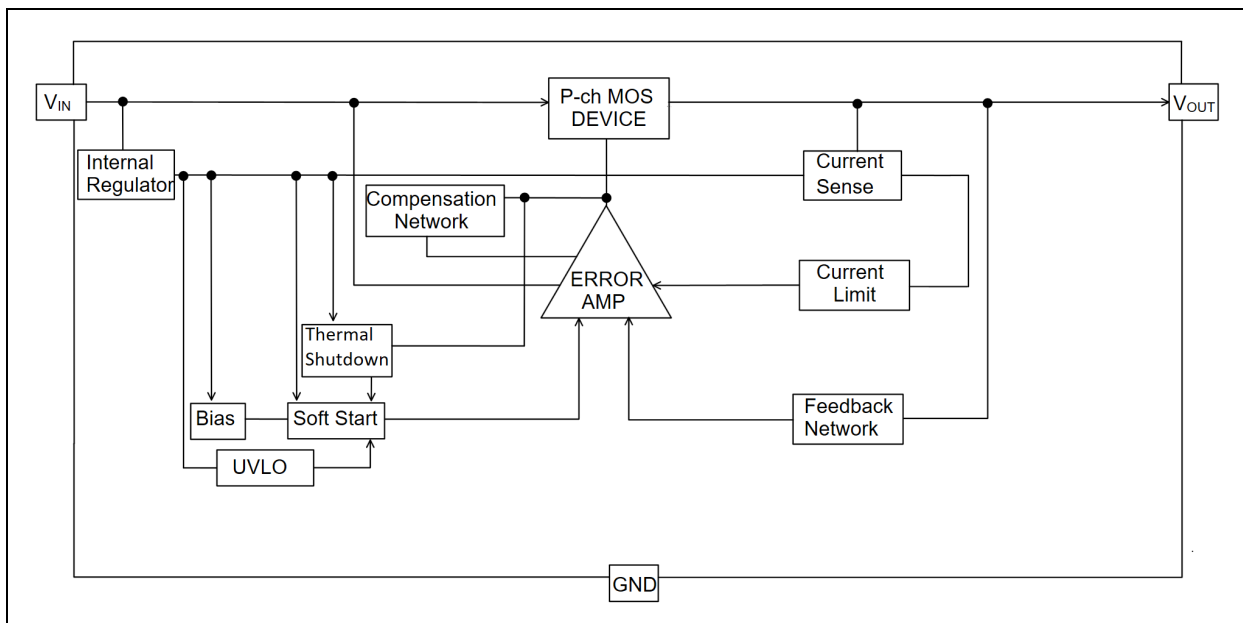 P-ch MOS
DEVICE
VIN
VOUT
Internal
Regulator
Current
Sense
Compensation
Network
ERROR
AMP
Current
Limit
Thermal
Shutdown
Bias
Soft Start
Feedback
Network
UVLO
GND